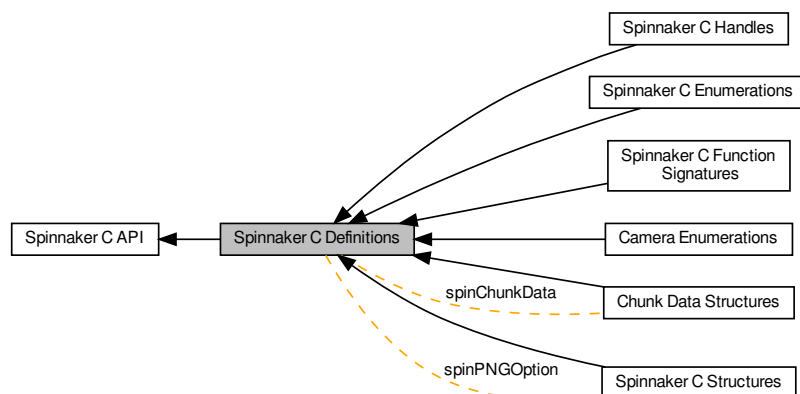 Spinnaker C Handles
Spinnaker C Enumerations
Spinnaker C Function
Signatures
Spinnaker C API
Spinnaker C Definitions
Camera Enumerations
spinChunkData
Chunk Data Structures
spinPNGOption
Spinnaker C Structures